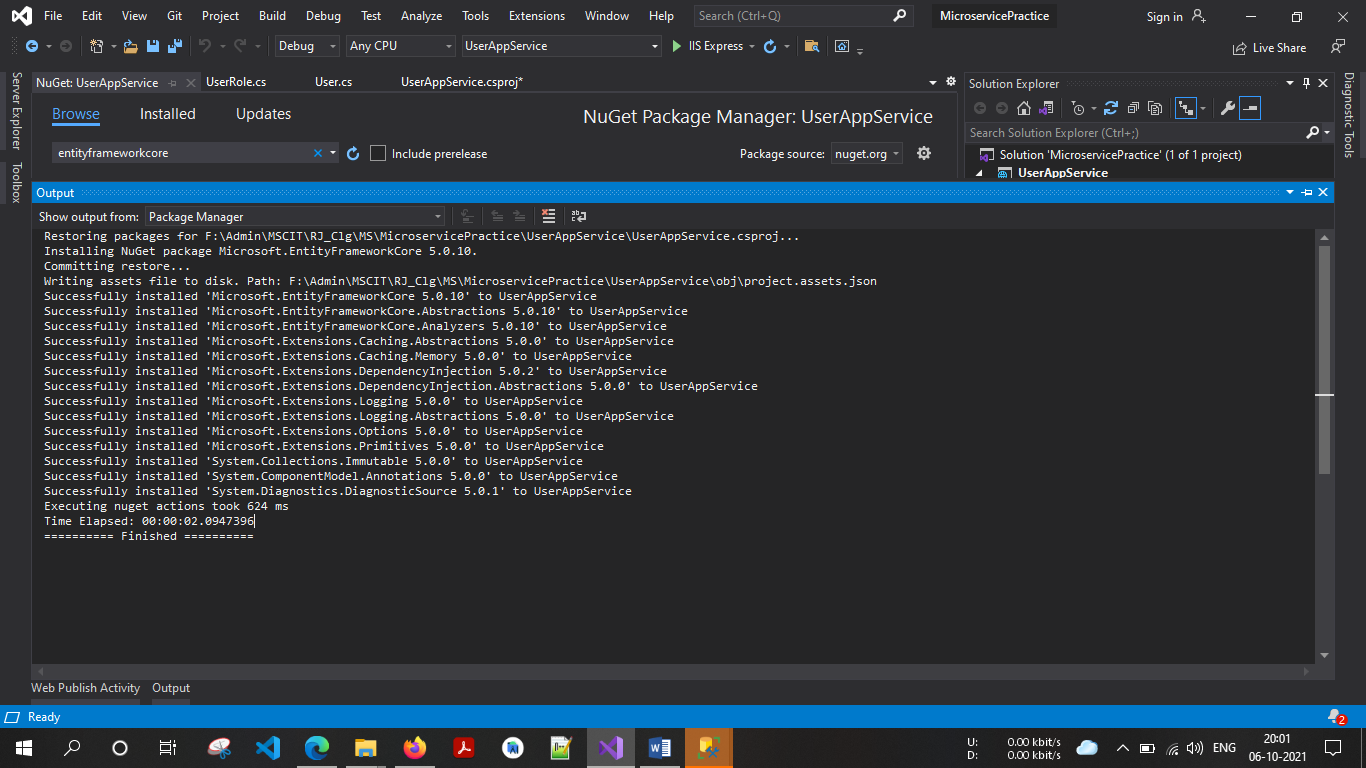 File Edit View Git Project Build Debug Test Analyze Tools Extensions Window Help Search (Ctrl+Q) MicroservicePractice Sign in
Debug Any CPU UserAppService IIS Express Live Share
NuGet: UserAppService UserRole.cs User.cs UserAppService.csproj*
Solution Explorer
Server Explorer
Toolbox
Diagnostic Tools
Browse Installed Updates NuGet Package Manager: UserAppService
entityframeworkcore Include prerelease Package source: nuget.org
Search Solution Explorer (Ctrl+;)
Solution 'MicroservicePractice' (1 of 1 project)
UserAppService
Output
Show output from: Package Manager
Restoring packages for F:\Admin\MSCIT\RJ_Clg\MS\MicroservicePractice\UserAppService\UserAppService.csproj...
Installing NuGet package Microsoft.EntityFrameworkCore 5.0.10.
Committing restore...
Writing assets file to disk. Path: F:\Admin\MSCIT\RJ_Clg\MS\MicroservicePractice\UserAppService\obj\project.assets.json
Successfully installed 'Microsoft.EntityFrameworkCore 5.0.10' to UserAppService
Successfully installed 'Microsoft.EntityFrameworkCore.Abstractions 5.0.10' to UserAppService
Successfully installed 'Microsoft.EntityFrameworkCore.Analyzers 5.0.10' to UserAppService
Successfully installed 'Microsoft.Extensions.Caching.Abstractions 5.0.0' to UserAppService
Successfully installed 'Microsoft.Extensions.Caching.Memory 5.0.0' to UserAppService
Successfully installed 'Microsoft.Extensions.DependencyInjection 5.0.2' to UserAppService
Successfully installed 'Microsoft.Extensions.DependencyInjection.Abstractions 5.0.0' to UserAppService
Successfully installed 'Microsoft.Extensions.Logging 5.0.0' to UserAppService
Successfully installed 'Microsoft.Extensions.Logging.Abstractions 5.0.0' to UserAppService
Successfully installed 'Microsoft.Extensions.Options 5.0.0' to UserAppService
Successfully installed 'Microsoft.Extensions.Primitives 5.0.0' to UserAppService
Successfully installed 'System.Collections.Immutable 5.0.0' to UserAppService
Successfully installed 'System.ComponentModel.Annotations 5.0.0' to UserAppService
Successfully installed 'System.Diagnostics.DiagnosticSource 5.0.1' to UserAppService
Executing nuget actions took 624 ms
Time Elapsed: 00:00:02.0947396
========== Finished ==========
Web Publish Activity Output
Ready 2
U: 0.00 kbit/s
D: 0.00 kbit/s
ENG
20:01
06-10-2021